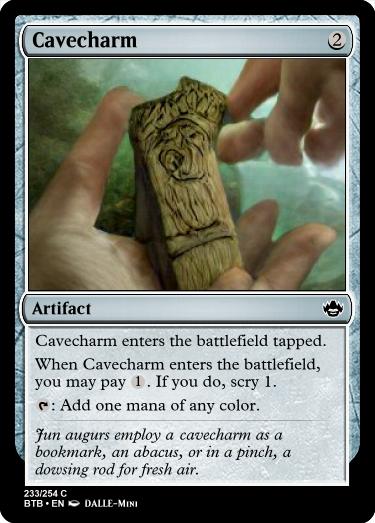 Cavecharm 2
Artifact
Cavecharm enters the battlefield tapped.
When Cavecharm enters the battlefield,
you may pay 1. If you do, scry 1.
: Add one mana of any color.
Jun augurs employ a cavecharm as a
bookmark, an abacus, or in a pinch, a
dowsing rod for fresh air.
233/254 C
BTB • EN DALLE-Mini